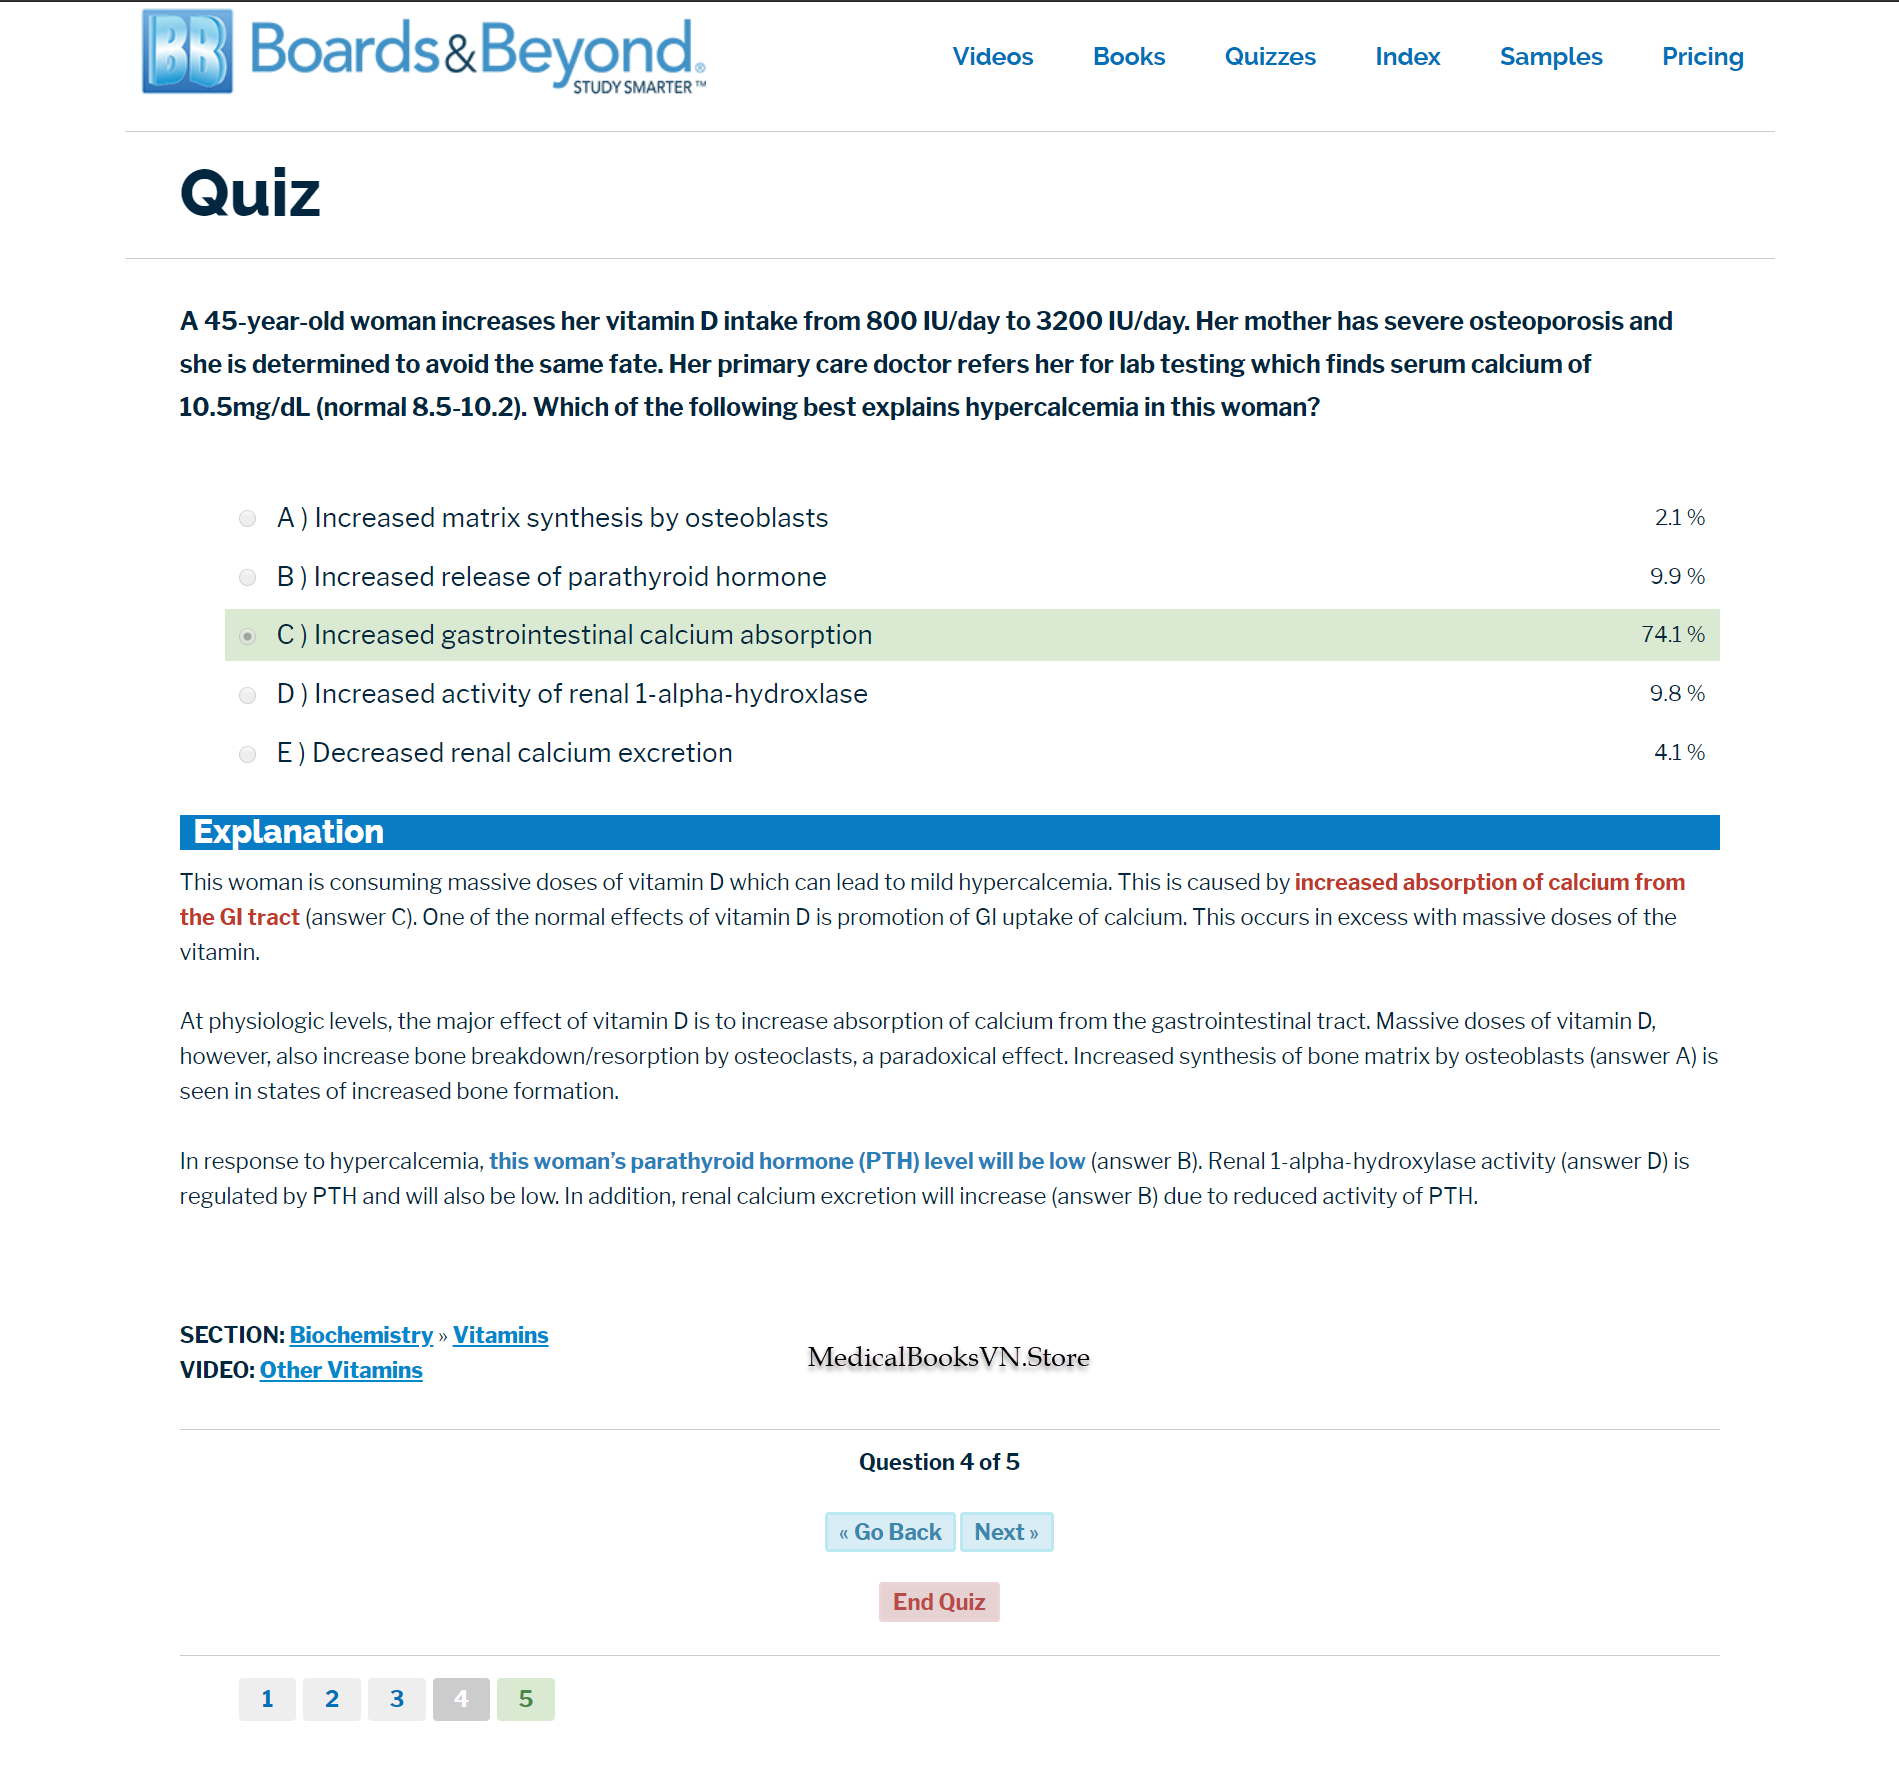 BB Boards&Beyond®
STUDY SMARTER™
Videos Books Quizzes Index Samples Pricing
Quiz
A 45-year-old woman increases her vitamin D intake from 800 IU/day to 3200 IU/day. Her mother has severe osteoporosis and
she is determined to avoid the same fate. Her primary care doctor refers her for lab testing which finds serum calcium of
10.5mg/dL (normal 8.5-10.2). Which of the following best explains hypercalcemia in this woman?
A ) Increased matrix synthesis by osteoblasts 2.1 %
B ) Increased release of parathyroid hormone 9.9 %
C ) Increased gastrointestinal calcium absorption 74.1 %
D ) Increased activity of renal 1-alpha-hydroxlase 9.8 %
E ) Decreased renal calcium excretion 4.1 %
Explanation
This woman is consuming massive doses of vitamin D which can lead to mild hypercalcemia. This is caused by increased absorption of calcium from
the GI tract (answer C). One of the normal effects of vitamin D is promotion of GI uptake of calcium. This occurs in excess with massive doses of the
vitamin.
At physiologic levels, the major effect of vitamin D is to increase absorption of calcium from the gastrointestinal tract. Massive doses of vitamin D,
however, also increase bone breakdown/resorption by osteoclasts, a paradoxical effect. Increased synthesis of bone matrix by osteoblasts (answer A) is
seen in states of increased bone formation.
In response to hypercalcemia, this woman's parathyroid hormone (PTH) level will be low (answer B). Renal 1-alpha-hydroxylase activity (answer D) is
regulated by PTH and will also be low. In addition, renal calcium excretion will increase (answer B) due to reduced activity of PTH.
SECTION: Biochemistry » Vitamins
VIDEO: Other Vitamins
MedicalBooksVN.Store
Question 4 of 5
« Go Back Next »
End Quiz
1 2 3 4 5